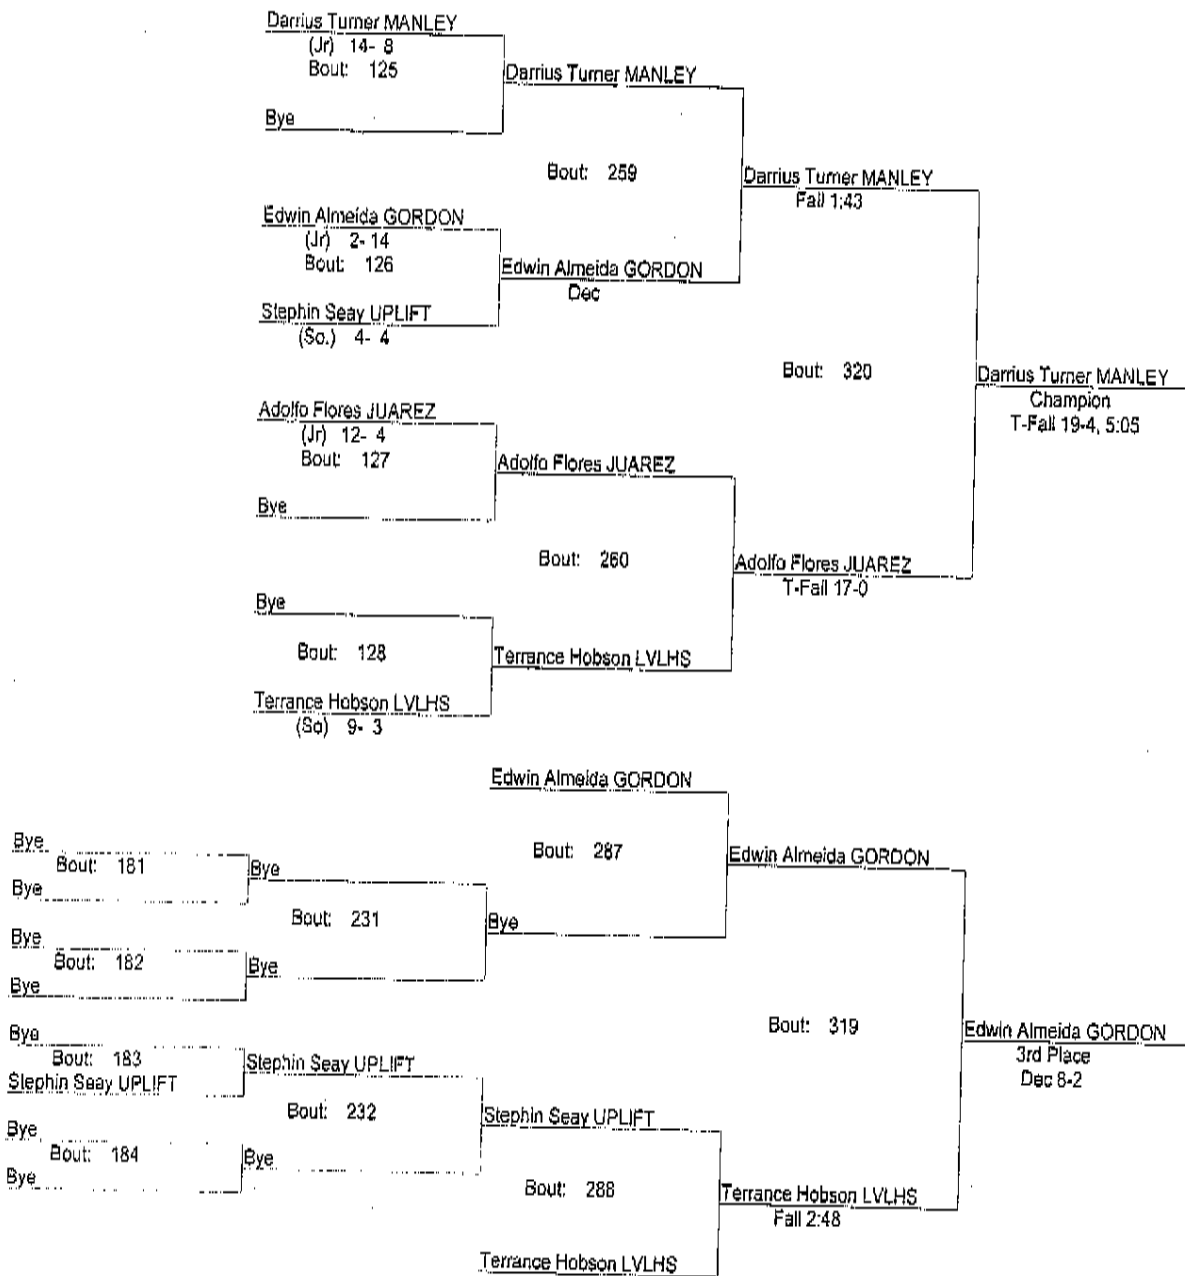 Darrius Turner MANLEY
(Jr) 14- 8
Bout: 125
Darrius Turner MANLEY
Bye
Bout: 259
Darrius Turner MANLEY
Fall 1:43
Edwin Almeida GORDON
(Jr) 2- 14
Bout: 126
Edwin Almeida GORDON
Dec
Stephin Seay UPLIFT
(So.) 4- 4
Bout: 320
Darrius Turner MANLEY
Champion
T-Fall 19-4, 5:05
Adolfo Flores JUAREZ
(Jr) 12- 4
Bout: 127
Adolfo Flores JUAREZ
Bye
Bout: 260
Adolfo Flores JUAREZ
T-Fall 17-0
Bye
Bout: 128
Terrance Hobson LVLHS
Terrance Hobson LVLHS
(So) 9- 3
Edwin Almeida GORDON
Bye
Bout: 181
Bye
Bout: 287
Edwin Almeida GORDON
Bye
Bout: 231
Bye
Bye
Bout: 182
Bye
Bye
Bye
Bout: 319
Edwin Almeida GORDON
3rd Place
Dec 8-2
Bout: 183
Stephin Seay UPLIFT
Stephin Seay UPLIFT
Bout: 232
Stephin Seay UPLIFT
Bye
Bout: 184
Bye
Bye
Bout: 288
Terrance Hobson LVLHS
Fall 2:48
Terrance Hobson LVLHS